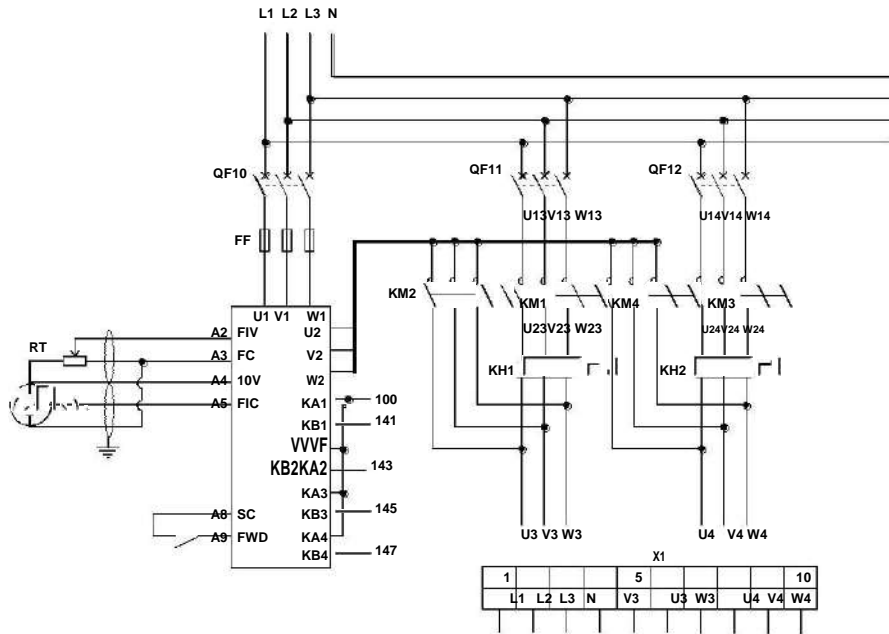 L1 L2 L3 N
QF10
QF11
QF12
U13V13 W13
U14V14 W14
FF
KM2
KM1
KM4
KM3
U1 V1 W1
U23V23 W23
U24V24 W24
RT
A2 FIV U2
A3 FC V2
A4 10V W2
A5 FIC KA1 100
KH1
KH2
KB1 141
VVVF
KB2KA2 143
KA3
A8 SC KB3 145
A9 FWD KA4
KB4 147
U3 V3 W3
U4 V4 W4
X1
1 5 10
L1 L2 L3 N V3 U3 W3 U4 V4 W4